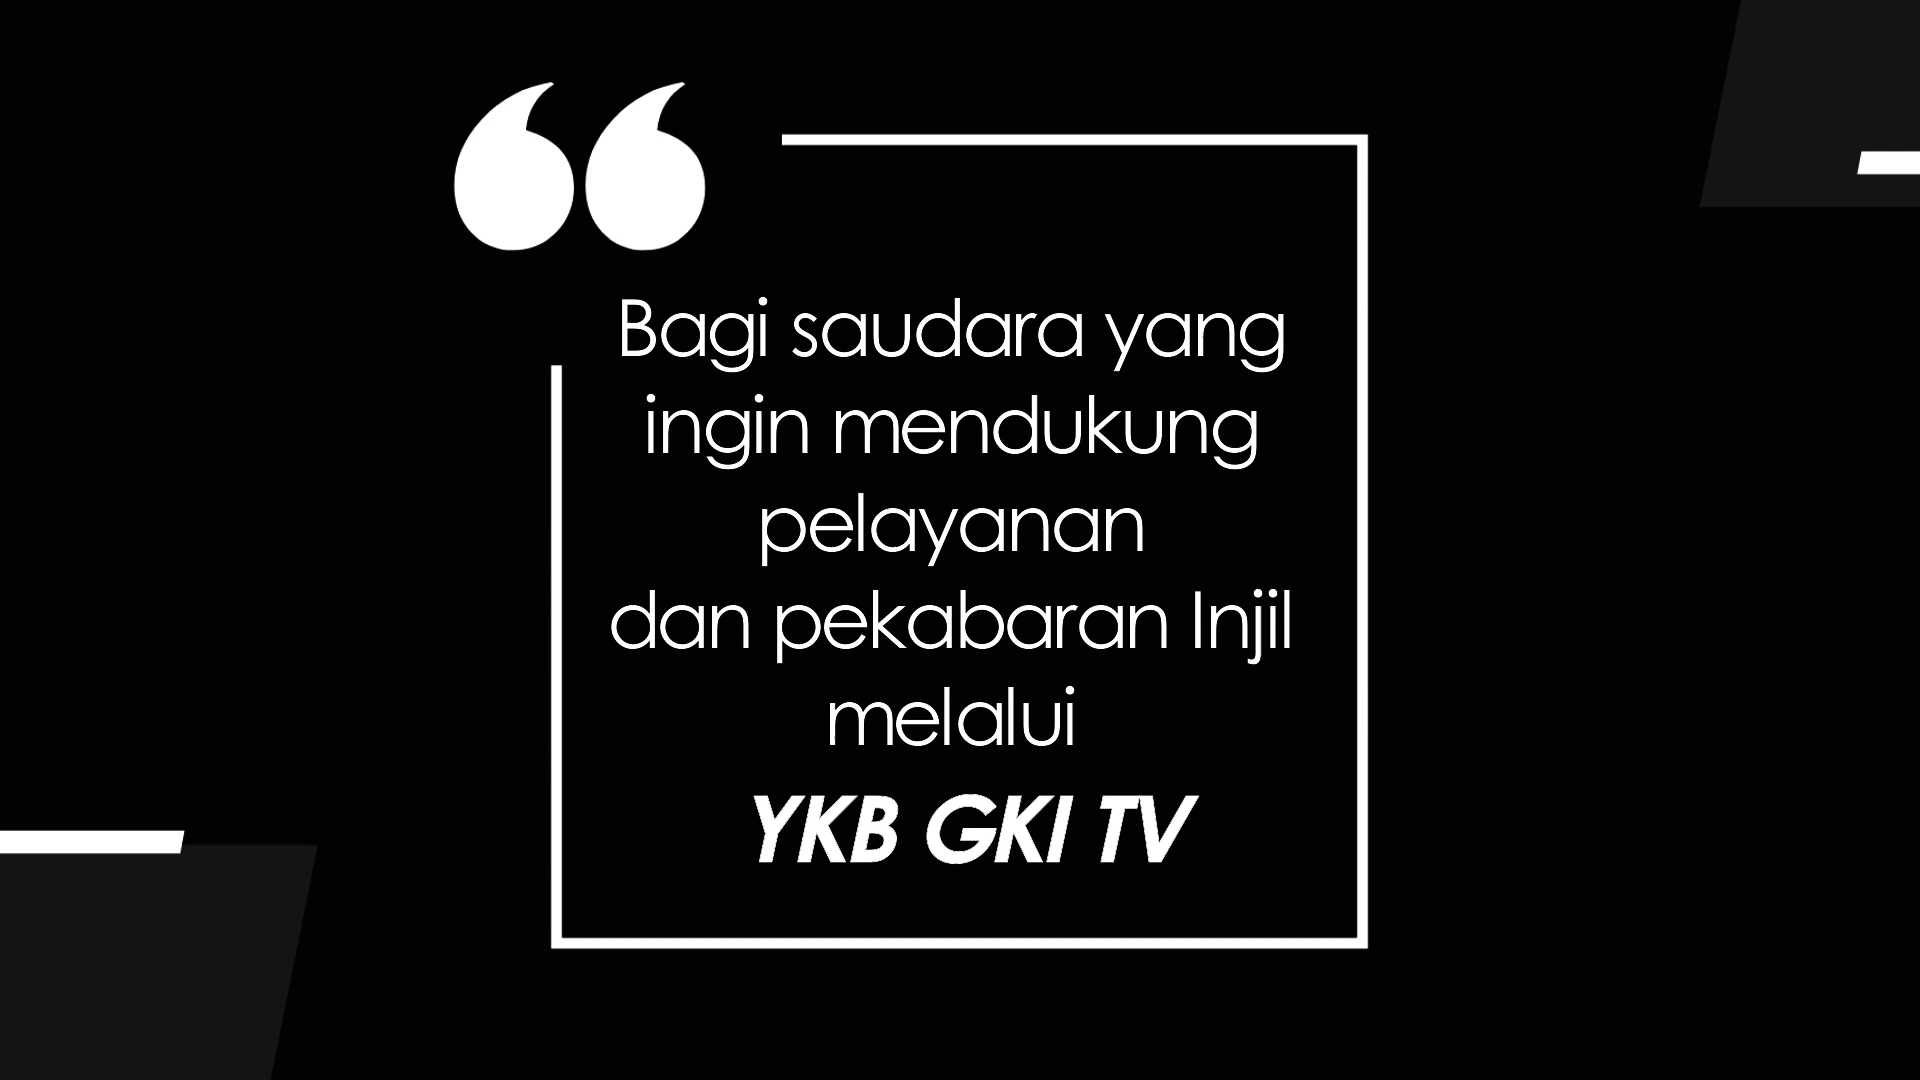 Bagi saudara yang
ingin mendukung
pelayanan
dan pekabaran Injil
melalui
YKB GKI TV